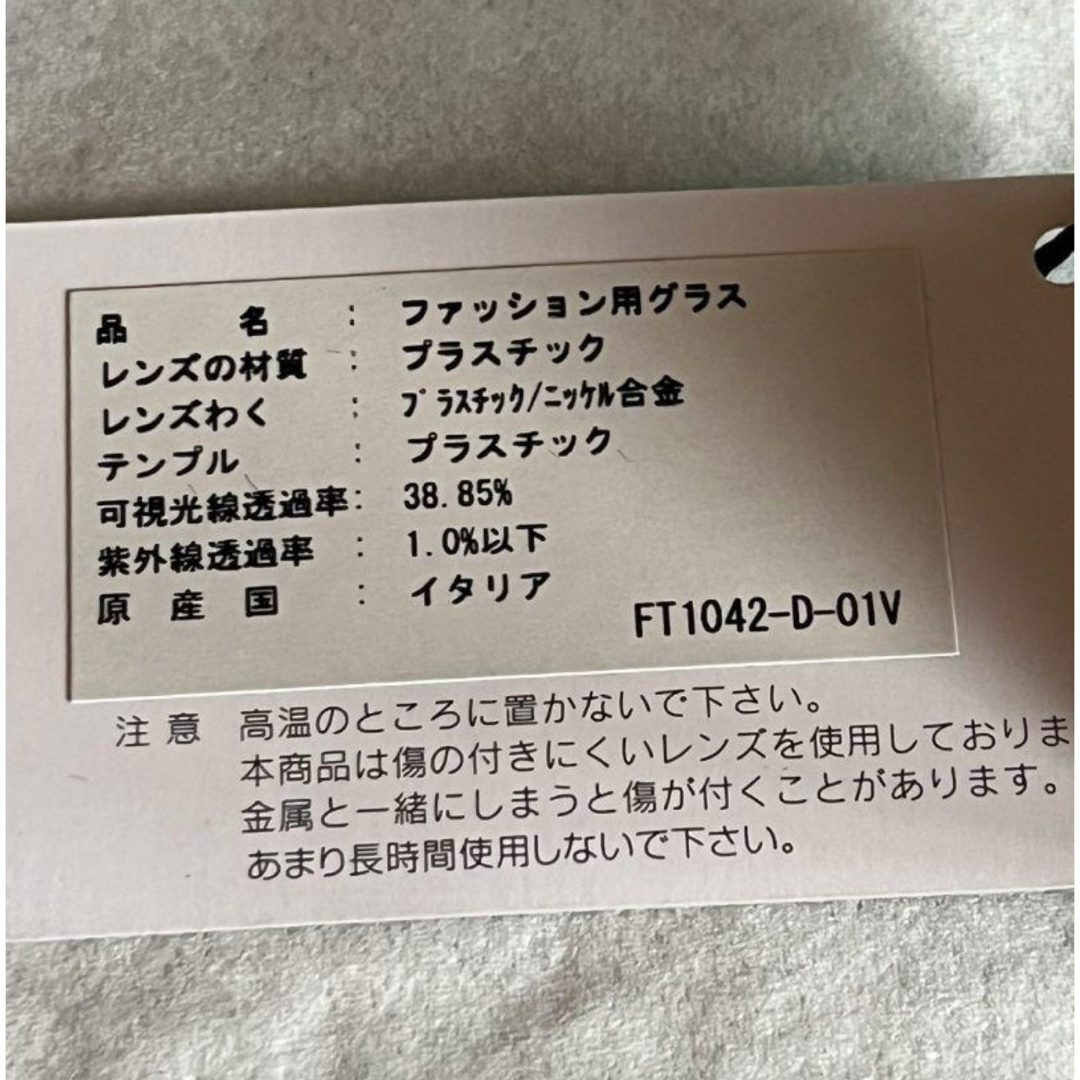 品　名 : ファッション用グラス
レンズの材質 : プラスチック
レンズわく : プラスチック/ニッケル合金
テンプル : プラスチック
可視光線透過率: 38.85%
紫外線透過率 : 1.0%以下
原 産 国 : イタリア
FT1042-D-01V
注 意 高温のところに置かないで下さい。
本商品は傷の付きにくいレンズを使用しておりま
金属と一緒にしまうと傷が付くことがあります。
あまり長時間使用しないで下さい。